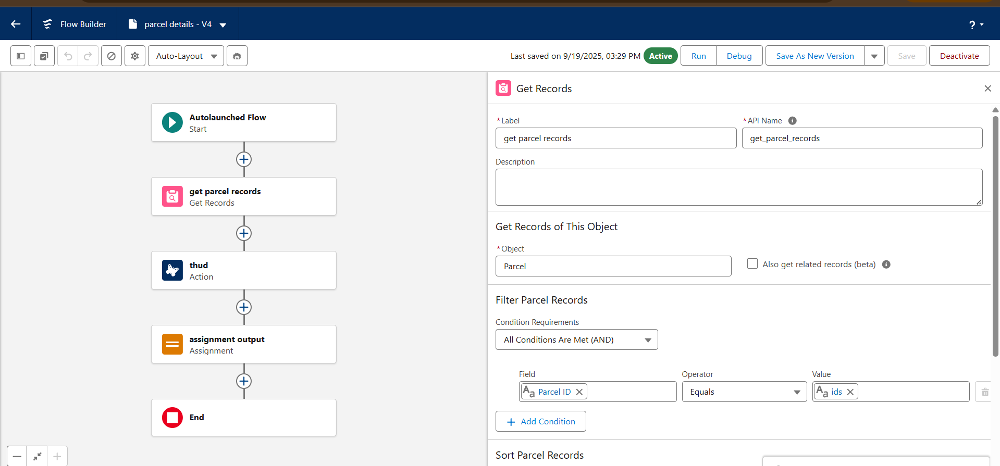 Flow Builder
parcel details - V4
?
Auto-Layout
Last saved on 9/19/2025, 03:29 PM
Active
Run
Debug
Save As New Version
Save
Deactivate
Autolaunched Flow
Start
get parcel records
Get Records
thud
Action
assignment output
Assignment
End
Get Records
*Label
*API Name
get parcel records
get_parcel_records
Description
Get Records of This Object
*Object
Parcel
Also get related records (beta)
Filter Parcel Records
Condition Requirements
All Conditions Are Met (AND)
Field
Operator
Value
Aa Parcel ID
Equals
Aa ids
Add Condition
Sort Parcel Records